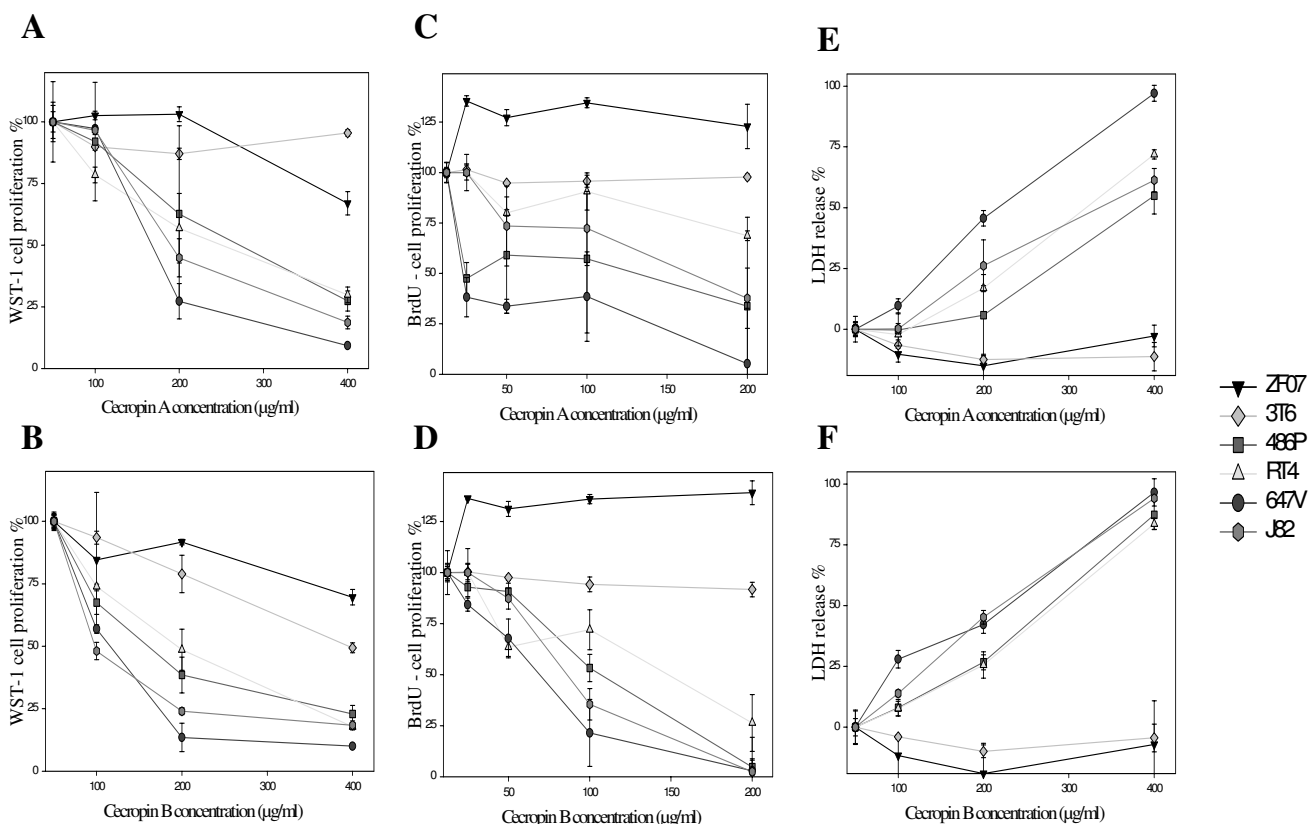 A
WST-1 cell proliferation %
100
75
50
25
0
100
200
300
400
Cecropin A concentration (µg/ml)
C
BrdU - cell proliferation %
125
100
75
50
25
0
50
100
150
200
Cecropin A concentration (µg/ml)
E
LDH release %
100
75
50
25
0
100
200
300
400
Cecropin A concentration (µg/ml)
B
WST-1 cell proliferation %
100
75
50
25
0
100
200
300
400
Cecropin B concentration (µg/ml)
D
BrdU - cell proliferation %
125
100
75
50
25
0
50
100
150
200
Cecropin B concentration (µg/ml)
F
LDH release %
100
75
50
25
0
100
200
300
400
Cecropin B concentration (µg/ml)
ZF07
3T6
486P
RT4
647V
J82